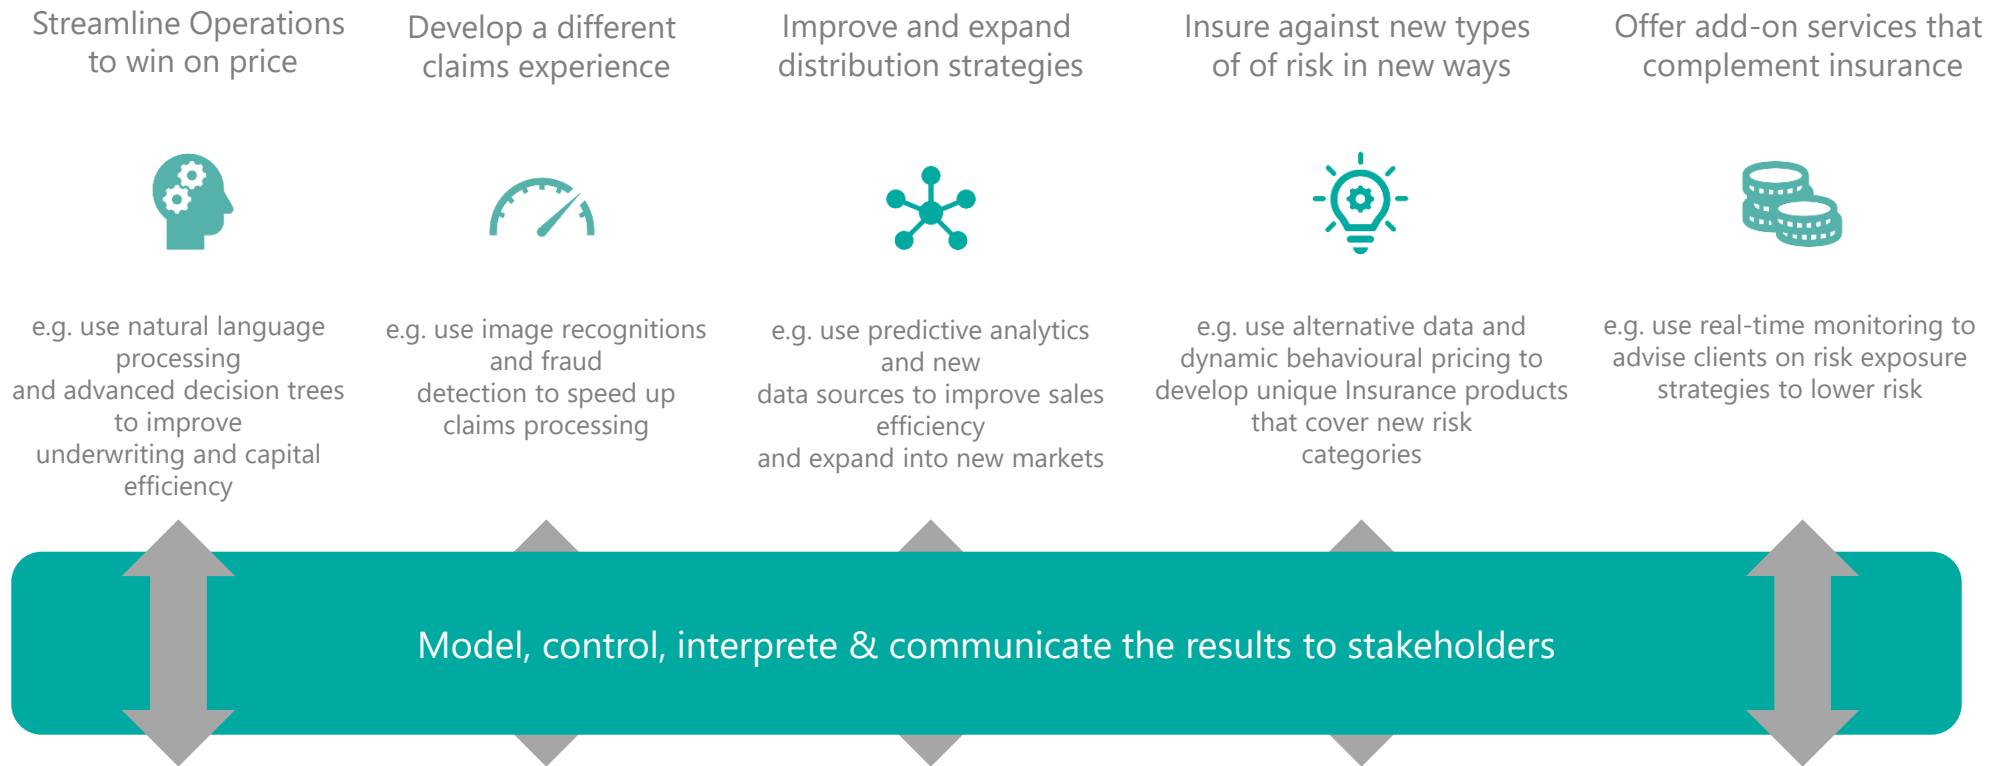 Streamline Operations
to win on price
Develop a different
claims experience
Improve and expand
distribution strategies
Insure against new types
of of risk in new ways
Offer add-on services that
complement insurance
e.g. use natural language
processing
and advanced decision trees
to improve
underwriting and capital
efficiency
e.g. use image recognitions
and fraud
detection to speed up
claims processing
e.g. use predictive analytics
and new
data sources to improve sales
efficiency
and expand into new markets
e.g. use alternative data and
dynamic behavioural pricing to
develop unique Insurance products
that cover new risk
categories
e.g. use real-time monitoring to
advise clients on risk exposure
strategies to lower risk
Model, control, interprete & communicate the results to stakeholders